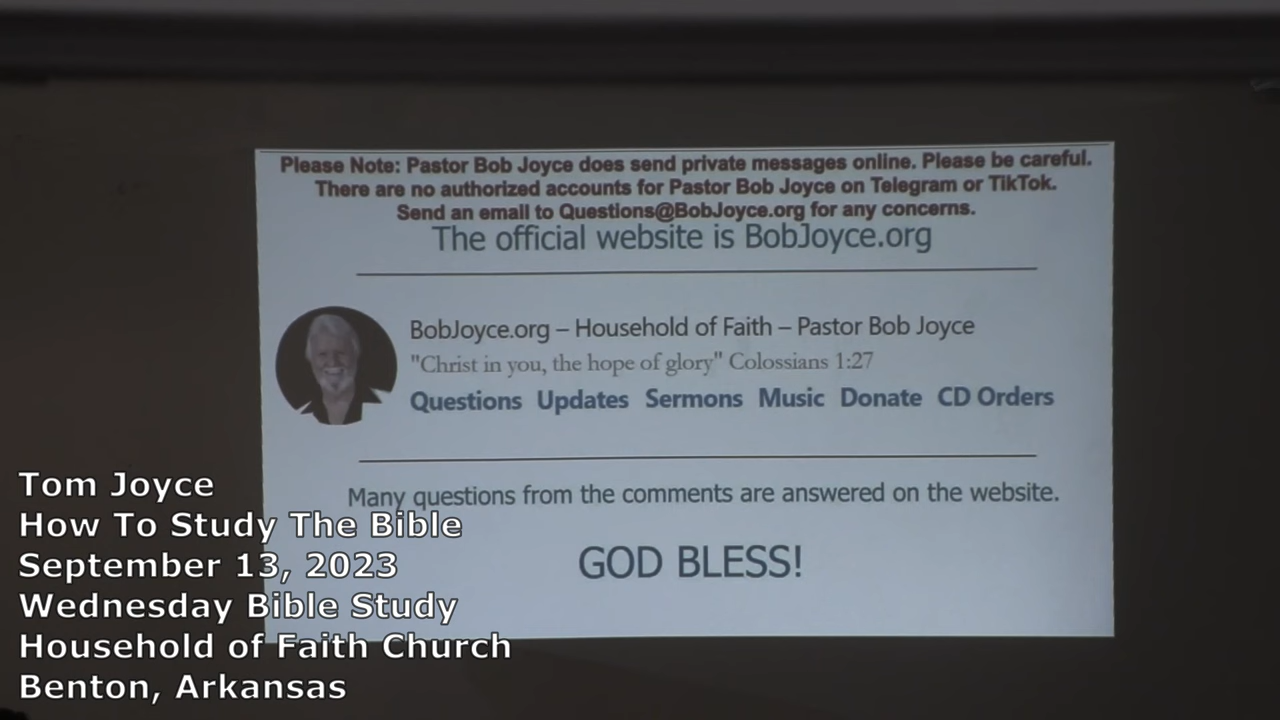 Please Note: Pastor Bob Joyce does send private messages online. Please be careful.
There are no authorized accounts for Pastor Bob Joyce on Telegram or TikTok.
Send an email to Questions@BobJoyce.org for any concerns.
The official website is BobJoyce.org
BobJoyce.org – Household of Faith – Pastor Bob Joyce
"Christ in you, the hope of glory" Colossians 1:27
Questions Updates Sermons Music Donate CD Orders
Many questions from the comments are answered on the website.
GOD BLESS!
Tom Joyce
How To Study The Bible
September 13, 2023
Wednesday Bible Study
Household of Faith Church
Benton, Arkansas